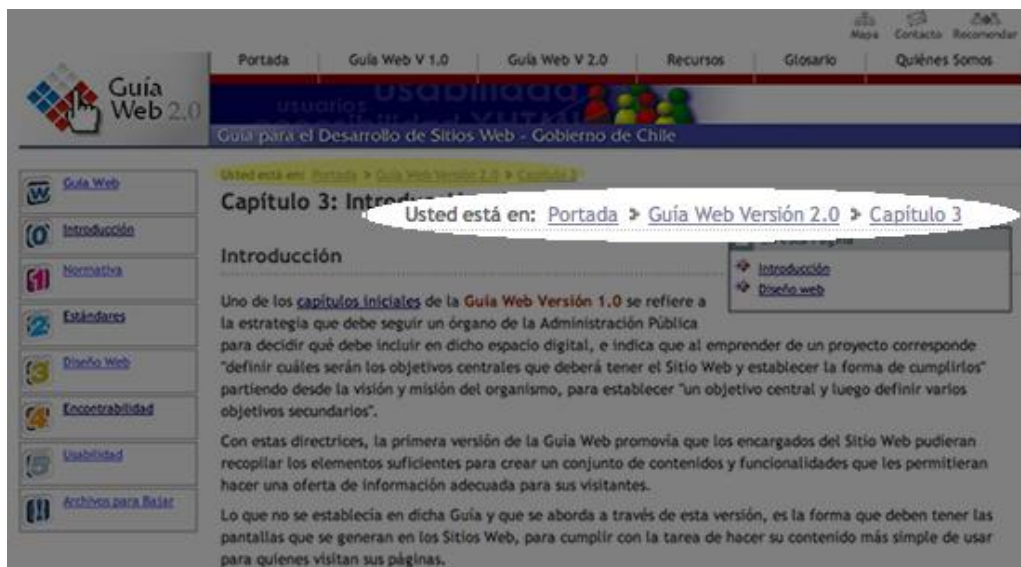 Mapa Contacto Recomendar
Portada Guía Web V 1.0 Guía Web V 2.0 Recursos Glosario Quiénes Somos
Guía
Web 2.0
usuarios usabilidad
XHTML
Guía para el Desarrollo de Sitios Web - Gobierno de Chile
Guía Web
Introducción
Normativa
Estándares
Diseño Web
Encontrabilidad
Usabilidad
Archivos para Bajar
Usted está en: Portada > Guía Web Versión 2.0 > Capítulo 3
Capítulo 3:
Usted está en: Portada > Guía Web Versión 2.0 > Capítulo 3
Introducción
Introducción
Diseño web
Uno de los capítulos iniciales de la Guía Web Versión 1.0 se refiere a
la estrategia que debe seguir un órgano de la Administración Pública
para decidir qué debe incluir en dicho espacio digital, e indica que al emprender de un proyecto corresponde
"definir cuáles serán los objetivos centrales que deberá tener el Sitio Web y establecer la forma de cumplirlos"
partiendo desde la visión y misión del organismo, para establecer "un objetivo central y luego definir varios
objetivos secundarios".
Con estas directrices, la primera versión de la Guía Web promovía que los encargados del Sitio Web pudieran
recopilar los elementos suficientes para crear un conjunto de contenidos y funcionalidades que les permitieran
hacer una oferta de información adecuada para sus visitantes.
Lo que no se establecía en dicha Guía y que se aborda a través de esta versión, es la forma que deben tener las
pantallas que se generan en los Sitios Web, para cumplir con la tarea de hacer su contenido más simple de usar
para quienes visitan sus páginas.